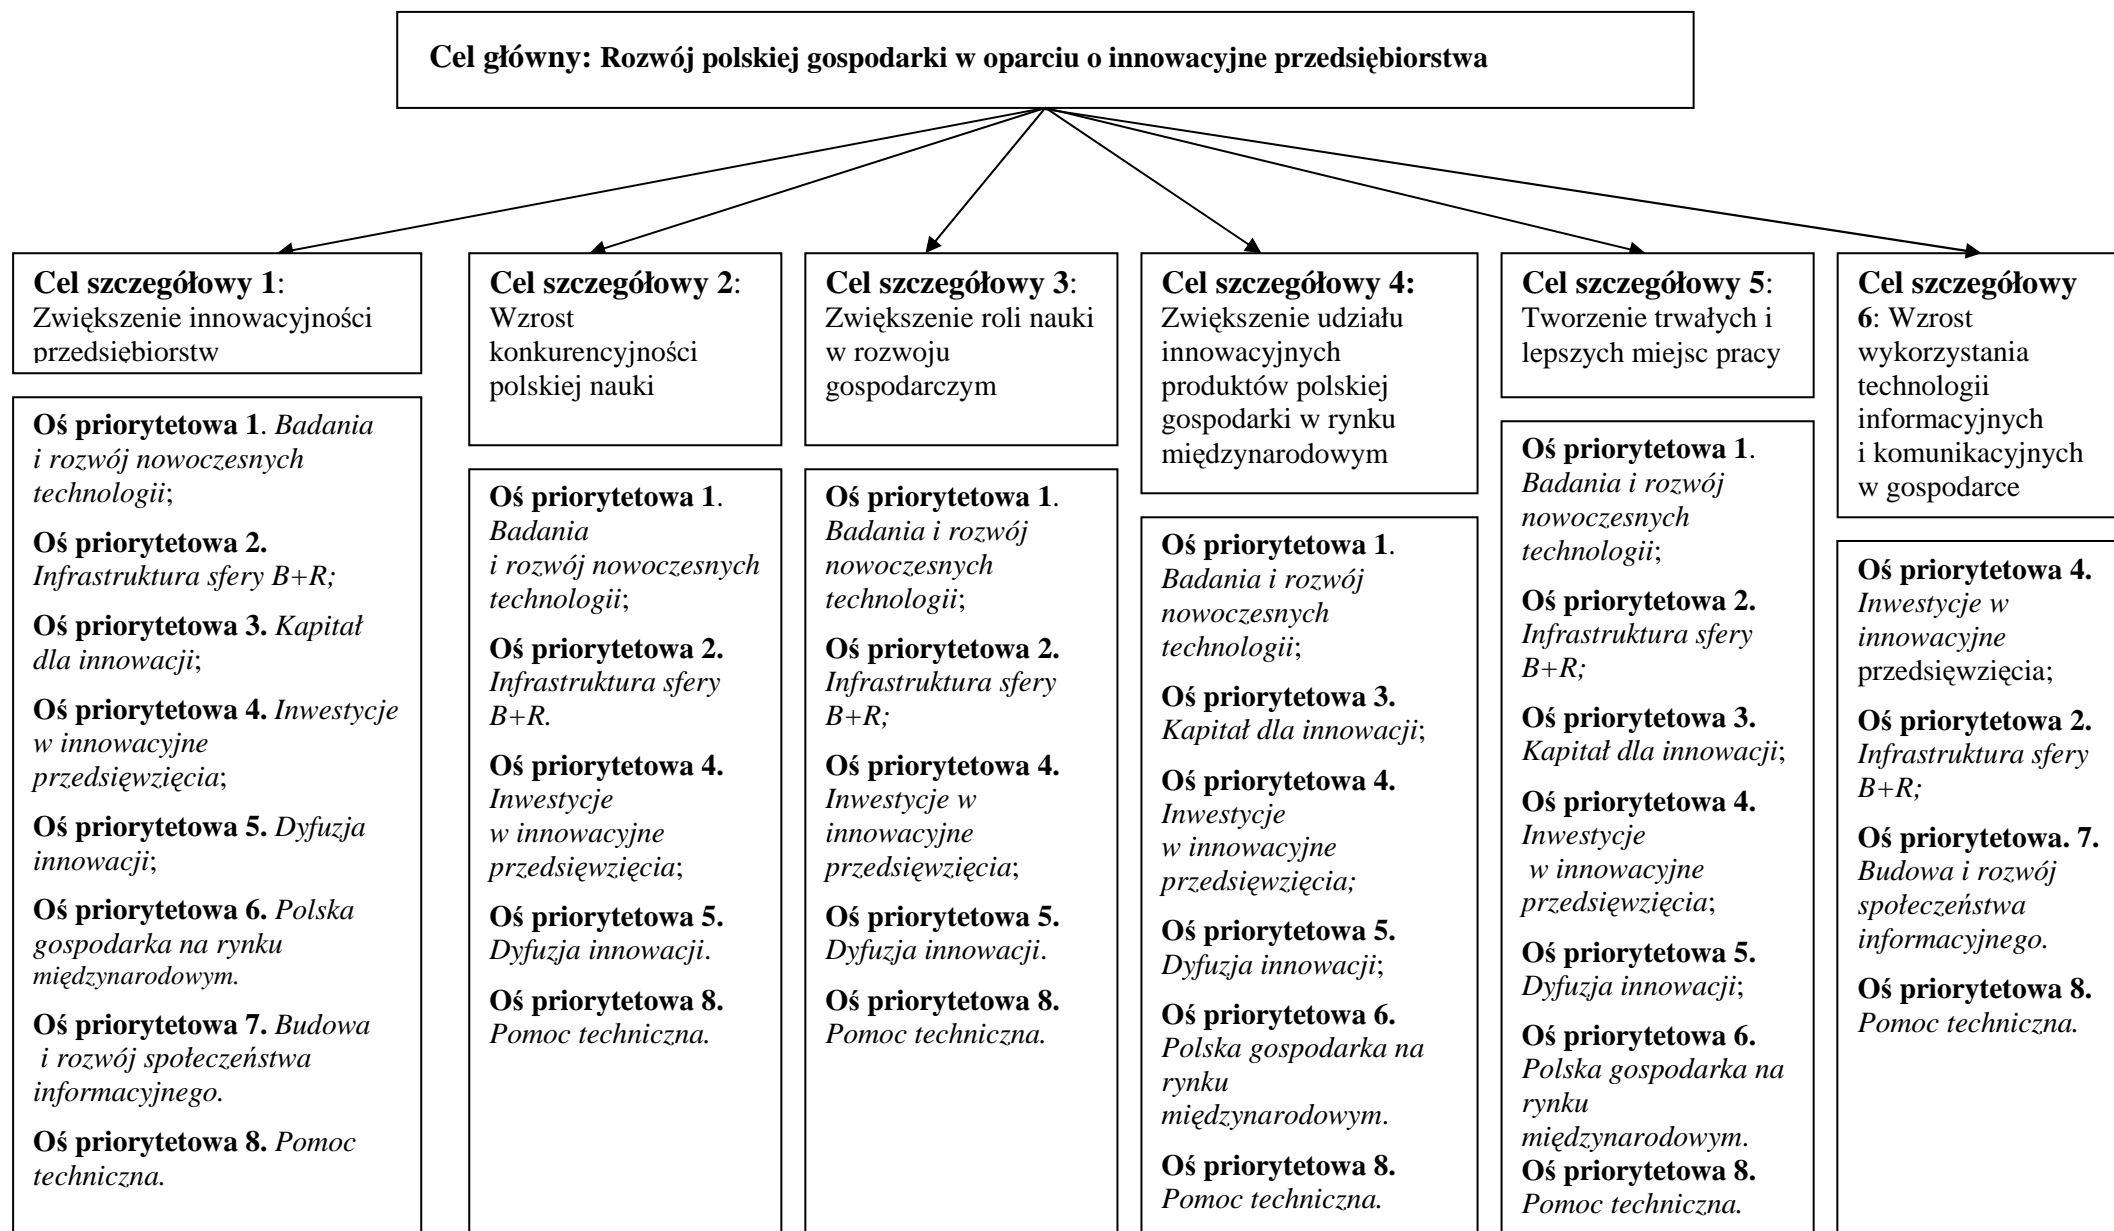 Cel główny: Rozwój polskiej gospodarki w oparciu o innowacyjne przedsiębiorstwa
Cel szczegółowy 1:
Zwiększenie innowacyjności
przedsiębiorstw
Oś priorytetowa 1. Badania
i rozwój nowoczesnych
technologii;
Oś priorytetowa 2.
Infrastruktura sfery B+R;
Oś priorytetowa 3. Kapitał
dla innowacji;
Oś priorytetowa 4. Inwestycje
w innowacyjne
przedsięwzięcia;
Oś priorytetowa 5. Dyfuzja
innowacji;
Oś priorytetowa 6. Polska
gospodarka na rynku
międzynarodowym.
Oś priorytetowa 7. Budowa
i rozwój społeczeństwa
informacyjnego.
Oś priorytetowa 8. Pomoc
techniczna.
Cel szczegółowy 2:
Wzrost
konkurencyjności
polskiej nauki
Oś priorytetowa 1.
Badania
i rozwój nowoczesnych
technologii;
Oś priorytetowa 2.
Infrastruktura sfery
B+R.
Oś priorytetowa 4.
Inwestycje
w innowacyjne
przedsięwzięcia;
Oś priorytetowa 5.
Dyfuzja innowacji.
Oś priorytetowa 8.
Pomoc techniczna.
Cel szczegółowy 3:
Zwiększenie roli nauki
w rozwoju
gospodarczym
Oś priorytetowa 1.
Badania i rozwój
nowoczesnych
technologii;
Oś priorytetowa 2.
Infrastruktura sfery
B+R;
Oś priorytetowa 4.
Inwestycje w
innowacyjne
przedsięwzięcia;
Oś priorytetowa 5.
Dyfuzja innowacji.
Oś priorytetowa 8.
Pomoc techniczna.
Cel szczegółowy 4:
Zwiększenie udziału
innowacyjnych
produktów polskiej
gospodarki w rynku
międzynarodowym
Oś priorytetowa 1.
Badania i rozwój
nowoczesnych
technologii;
Oś priorytetowa 3.
Kapitał dla innowacji;
Oś priorytetowa 4.
Inwestycje
w innowacyjne
przedsięwzięcia;
Oś priorytetowa 5.
Dyfuzja innowacji;
Oś priorytetowa 6.
Polska gospodarka na
rynku
międzynarodowym.
Oś priorytetowa 8.
Pomoc techniczna.
Cel szczegółowy 5:
Tworzenie trwałych i
lepszych miejsc pracy
Oś priorytetowa 1.
Badania i rozwój
nowoczesnych
technologii;
Oś priorytetowa 2.
Infrastruktura sfery
B+R;
Oś priorytetowa 3.
Kapitał dla innowacji;
Oś priorytetowa 4.
Inwestycje
w innowacyjne
przedsięwzięcia;
Oś priorytetowa 5.
Dyfuzja innowacji;
Oś priorytetowa 6.
Polska gospodarka na
rynku
międzynarodowym.
Oś priorytetowa 8.
Pomoc techniczna.
Cel szczegółowy
6: Wzrost
wykorzystania
technologii
informacyjnych
i komunikacyjnych
w gospodarce
Oś priorytetowa 4.
Inwestycje w
innowacyjne
przedsięwzięcia;
Oś priorytetowa 2.
Infrastruktura sfery
B+R;
Oś priorytetowa. 7.
Budowa i rozwój
społeczeństwa
informacyjnego.
Oś priorytetowa 8.
Pomoc techniczna.